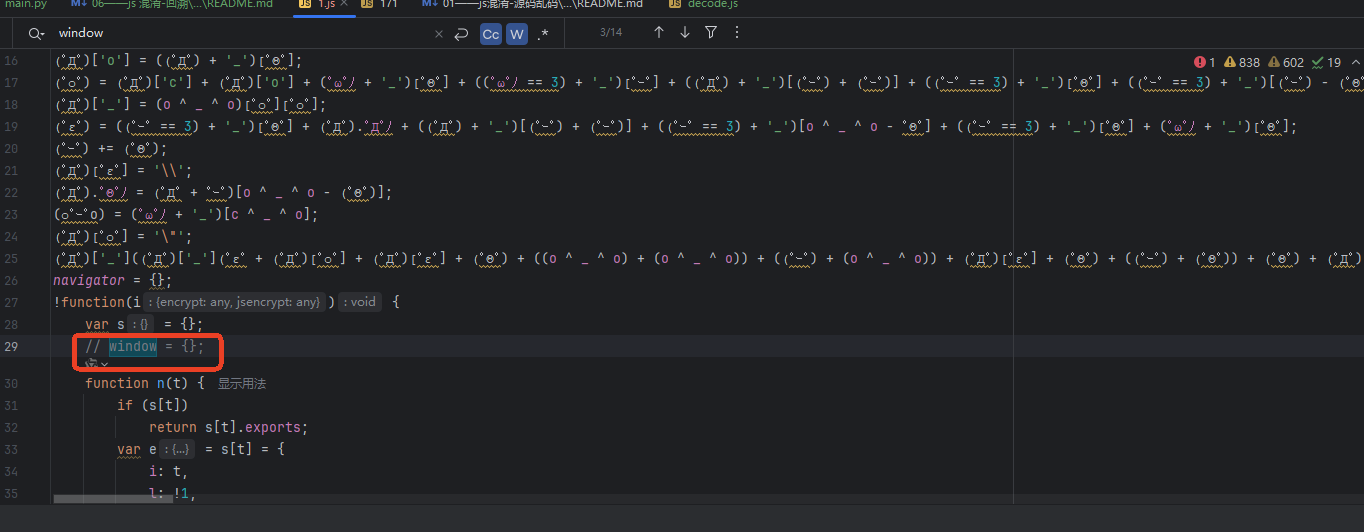 main.py 06——js 混淆-回溯\...\README.md 1.js 171 01——js混淆-源码乱码\...\README.md decode.js
window Cc W .* 3/14
1 838 602 19
16 (ﾟДﾟ)['o'] = ((ﾟДﾟ) + '_')[ﾟΘﾟ];
17 (ﾟoﾟ) = (ﾟДﾟ)['c'] + (ﾟДﾟ)['o'] + (ﾟωﾟﾉ + '_')[ﾟΘﾟ] + ((ﾟωﾟﾉ == 3) + '_')[ﾟｰﾟ] + ((ﾟДﾟ) + '_')[(ﾟｰﾟ) + (ﾟｰﾟ)] + ((ﾟｰﾟ == 3) + '_')[ﾟΘﾟ] + ((ﾟｰﾟ == 3) + '_')[(ﾟｰﾟ) - (ﾟΘ
18 (ﾟДﾟ)['_'] = (o ^ _ ^ o)[ﾟoﾟ][ﾟoﾟ];
19 (ﾟεﾟ) = ((ﾟｰﾟ == 3) + '_')[ﾟΘﾟ] + (ﾟДﾟ).ﾟДﾟﾉ + ((ﾟДﾟ) + '_')[(ﾟｰﾟ) + (ﾟｰﾟ)] + ((ﾟｰﾟ == 3) + '_')[o ^ _ ^ o - ﾟΘﾟ] + ((ﾟｰﾟ == 3) + '_')[ﾟΘﾟ] + (ﾟωﾟﾉ + '_')[ﾟΘﾟ];
20 (ﾟｰﾟ) += (ﾟΘﾟ);
21 (ﾟДﾟ)[ﾟεﾟ] = '\\';
22 (ﾟДﾟ).ﾟΘﾟﾉ = (ﾟДﾟ + ﾟｰﾟ)[o ^ _ ^ o - (ﾟΘﾟ)];
23 (oﾟｰﾟo) = (ﾟωﾟﾉ + '_')[c ^ _ ^ o];
24 (ﾟДﾟ)[ﾟoﾟ] = '\"';
25 (ﾟДﾟ)['_']((ﾟДﾟ)['_'](ﾟεﾟ + (ﾟДﾟ)[ﾟoﾟ] + (ﾟДﾟ)[ﾟεﾟ] + (ﾟΘﾟ) + ((o ^ _ ^ o) + (o ^ _ ^ o)) + ((ﾟｰﾟ) + (o ^ _ ^ o)) + (ﾟДﾟ)[ﾟεﾟ] + (ﾟΘﾟ) + ((ﾟｰﾟ) + (ﾟΘﾟ)) + (ﾟΘﾟ) + (ﾟДﾟ)
26 navigator = {};
27 !function(i : {encrypt: any, jsencrypt: any} ) : void {
28 var s : {} = {};
29 // window = {};
30 function n(t) { 显示用法
31 if (s[t])
32 return s[t].exports;
33 var e : {...} = s[t] = {
34 i: t,
35 l: !1,